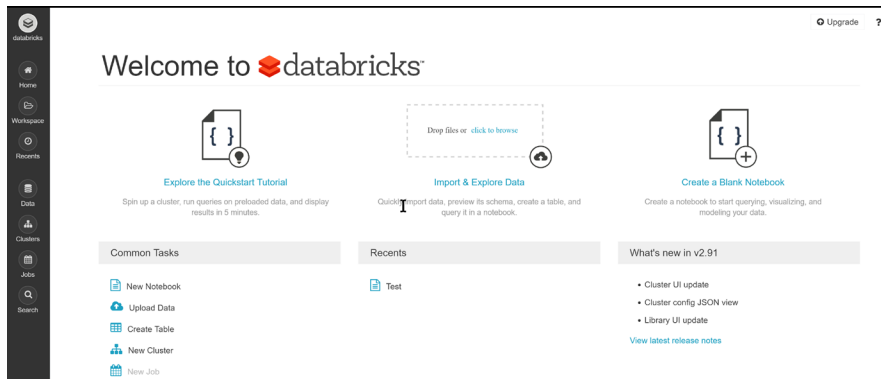 databricks
Home
Workspace
Recents
Data
Clusters
Jobs
Search
Upgrade ?
Welcome to databricks™
Drop files or click to browse
Explore the Quickstart Tutorial
Spin up a cluster, run queries on preloaded data, and display
results in 5 minutes.
Import & Explore Data
Quickly import data, preview its schema, create a table, and
query it in a notebook.
Create a Blank Notebook
Create a notebook to start querying, visualizing, and
modeling your data.
Common Tasks
New Notebook
Upload Data
Create Table
New Cluster
New Job
Recents
Test
What's new in v2.91
• Cluster UI update
• Cluster config JSON view
• Library UI update
View latest release notes